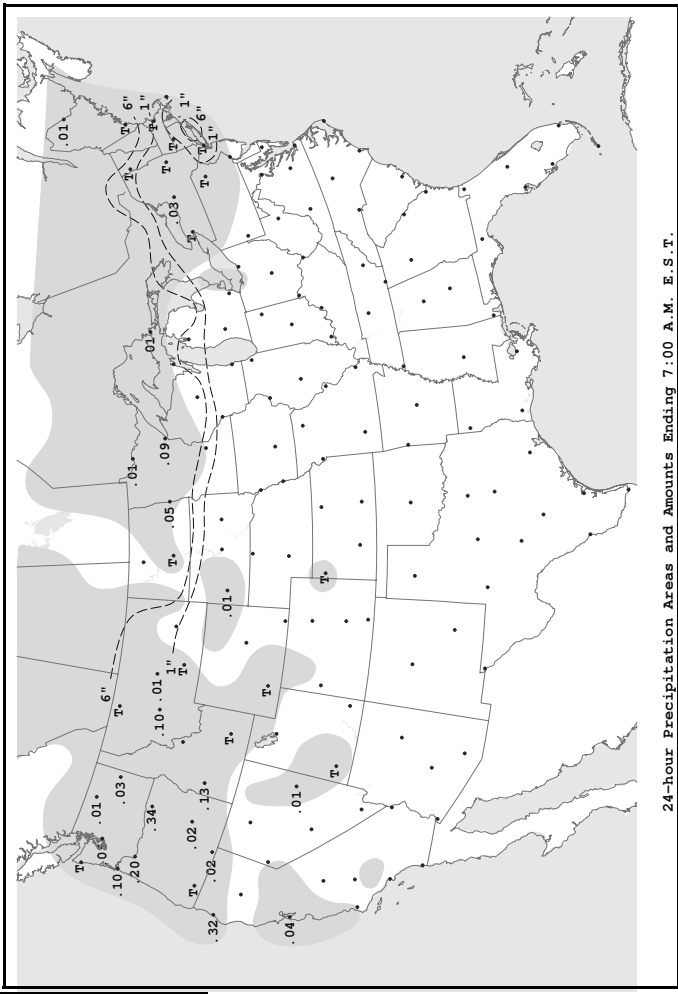 .01
T
.01
6"
.10
T
.03
T
6"
T
.01
.20
1"
.01
.34
T
.01
.10
.09
T
.05
1"
T
T
.03
T
1"
.02
T
T
6"
T
.13
T
.02
1"
.32
.01
T
T
.04
.01
T
T
24-hour Precipitation Areas and Amounts Ending 7:00 A.M. E.S.T.